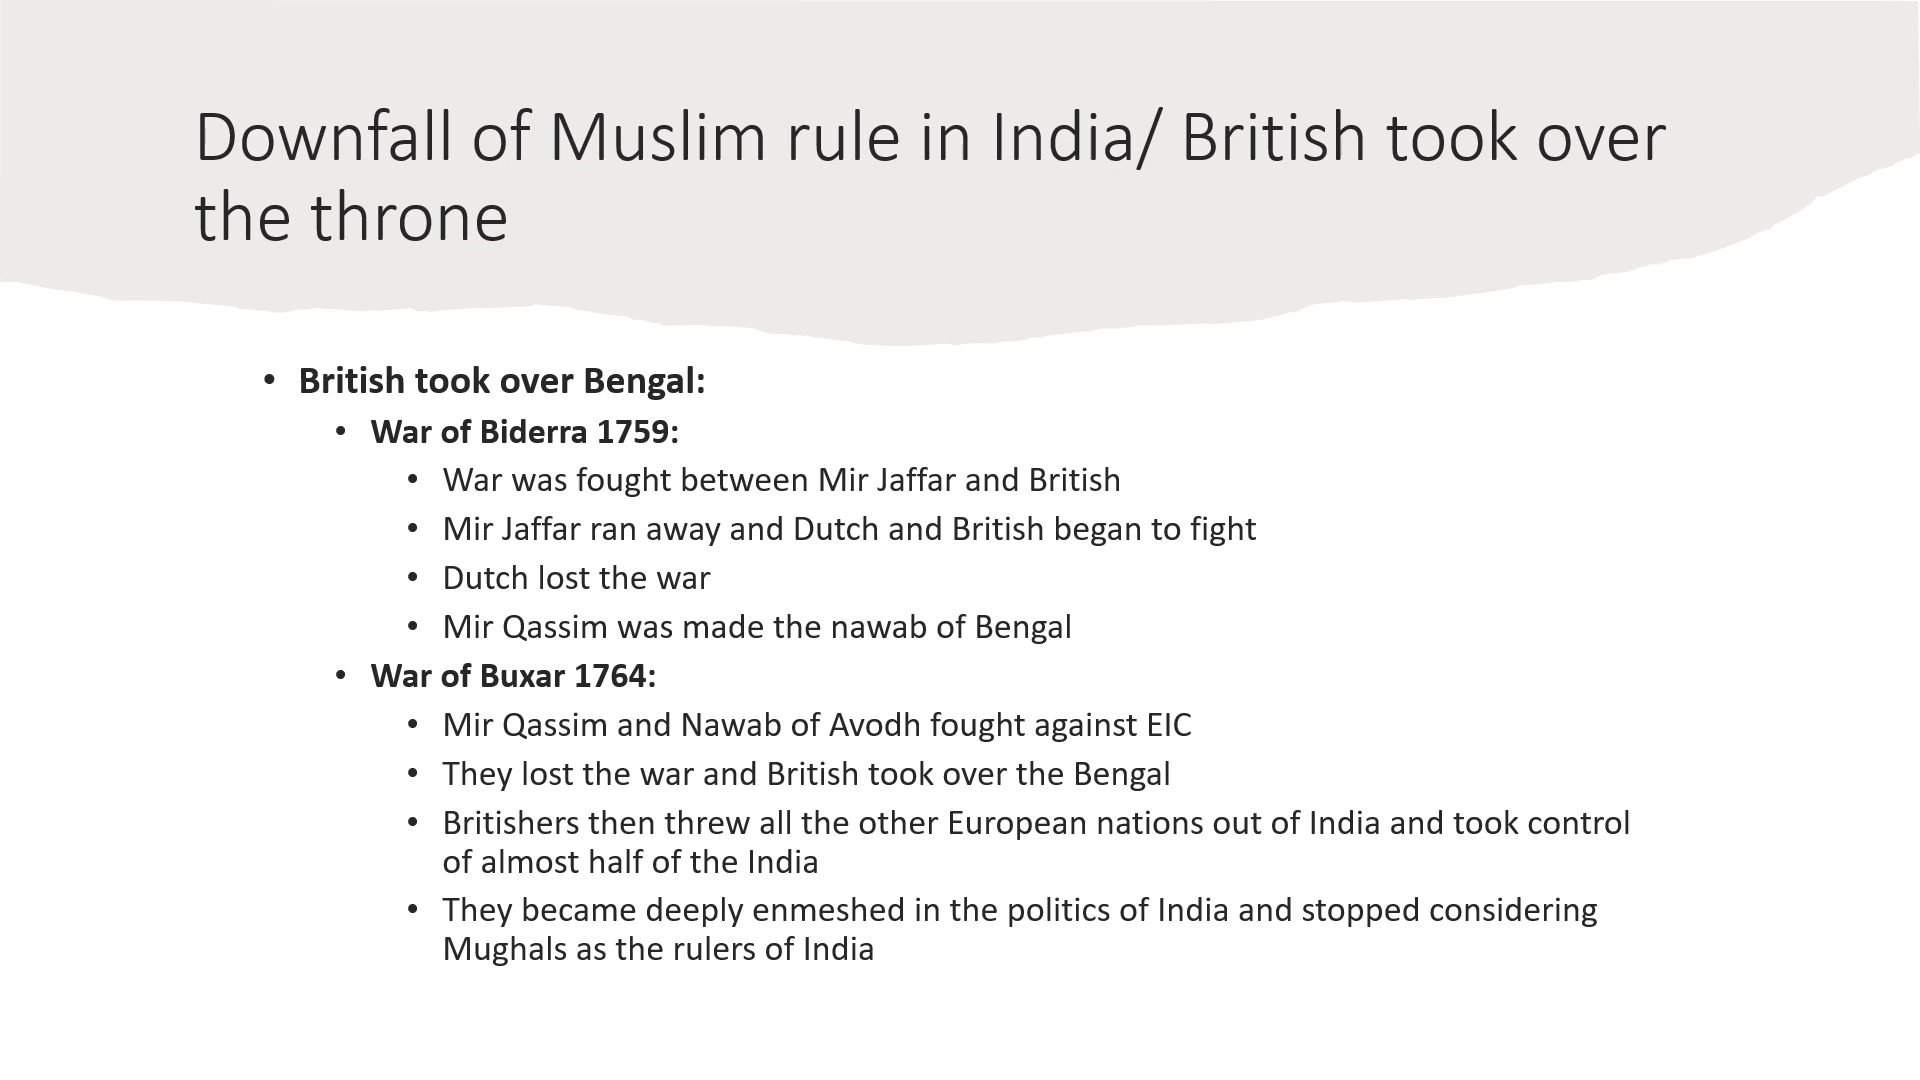 Downfall of Muslim rule in India/ British took over
the throne
• British took over Bengal:
• War of Biderra 1759:
• War was fought between Mir Jaffar and British
• Mir Jaffar ran away and Dutch and British began to fight
• Dutch lost the war
• Mir Qassim was made the nawab of Bengal
• War of Buxar 1764:
• Mir Qassim and Nawab of Avodh fought against EIC
• They lost the war and British took over the Bengal
• Britishers then threw all the other European nations out of India and took control
of almost half of the India
• They became deeply enmeshed in the politics of India and stopped considering
Mughals as the rulers of India